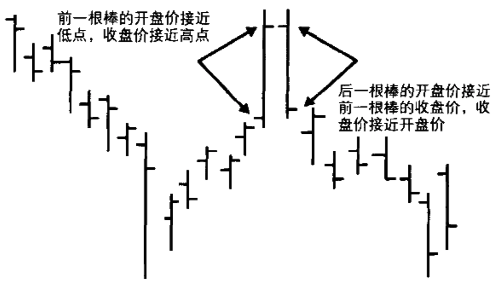 前一根棒的开盘价接近
低点，收盘价接近高点
后一根棒的开盘价接近
前一根棒的收盘价，收
盘价接近开盘价